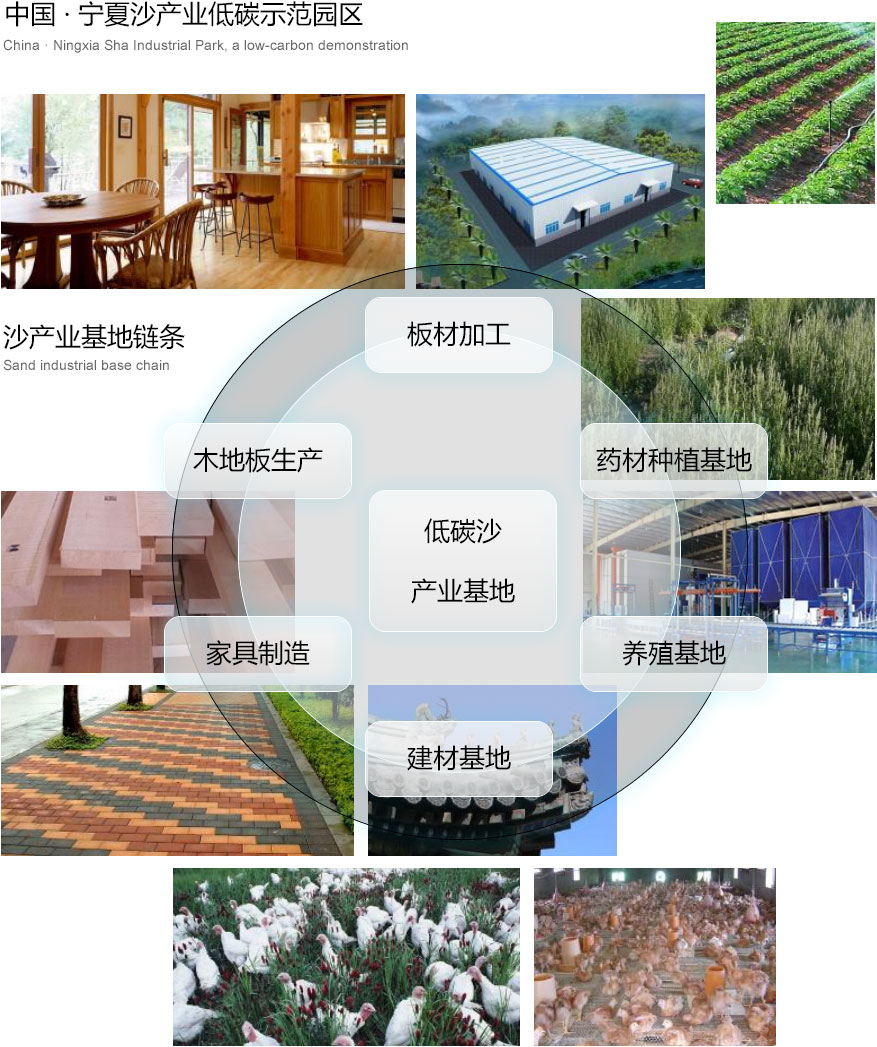 中国 · 宁夏沙产业低碳示范园区
China · Ningxia Sha Industrial Park, a low-carbon demonstration
沙产业基地链条
Sand industrial base chain
板材加工
木地板生产
药材种植基地
低碳沙
产业基地
家具制造
养殖基地
建材基地